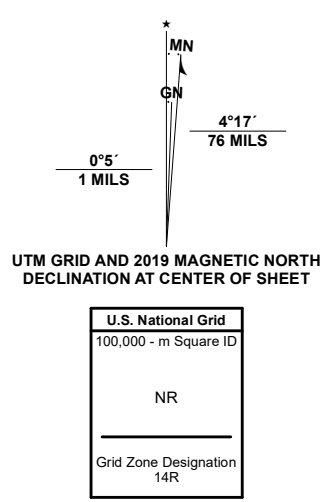 ★
MN
GN
4°17´
76 MILS
0°5´
1 MILS
UTM GRID AND 2019 MAGNETIC NORTH
DECLINATION AT CENTER OF SHEET
U.S. National Grid
100,000 - m Square ID
NR
Grid Zone Designation
14R